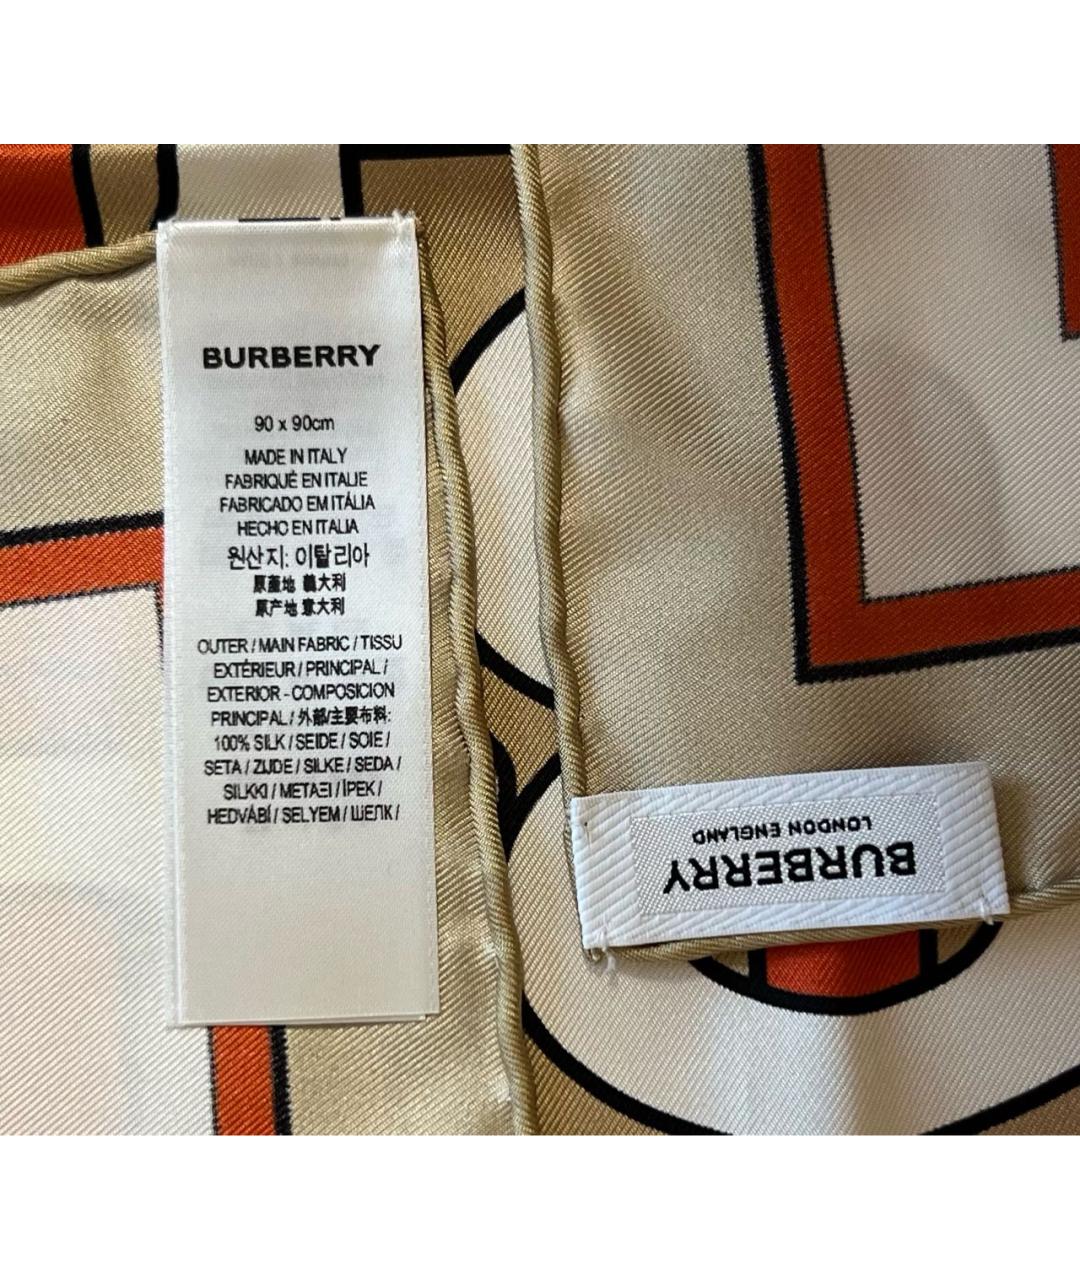 BURBERRY
90 x 90cm
MADE IN ITALY
FABRIQUÉ EN ITALIE
FABRICADO EM ITÁLIA
HECHO EN ITALIA
원산지: 이탈리아
原產地 義大利
原产地 意大利
OUTER / MAIN FABRIC / TISSU
EXTÉRIEUR / PRINCIPAL /
EXTERIOR - COMPOSICION
PRINCIPAL / 外部/主要布料:
100% SILK / SEIDE / SOIE /
SETA / ZIJDE / SILKE / SEDA /
SILKKI / ΜΕΤΑΞΙ / İPEK /
HEDVÁBÍ / SELYEM / ШЕЛК /
BURBERRY
LONDON ENGLAND